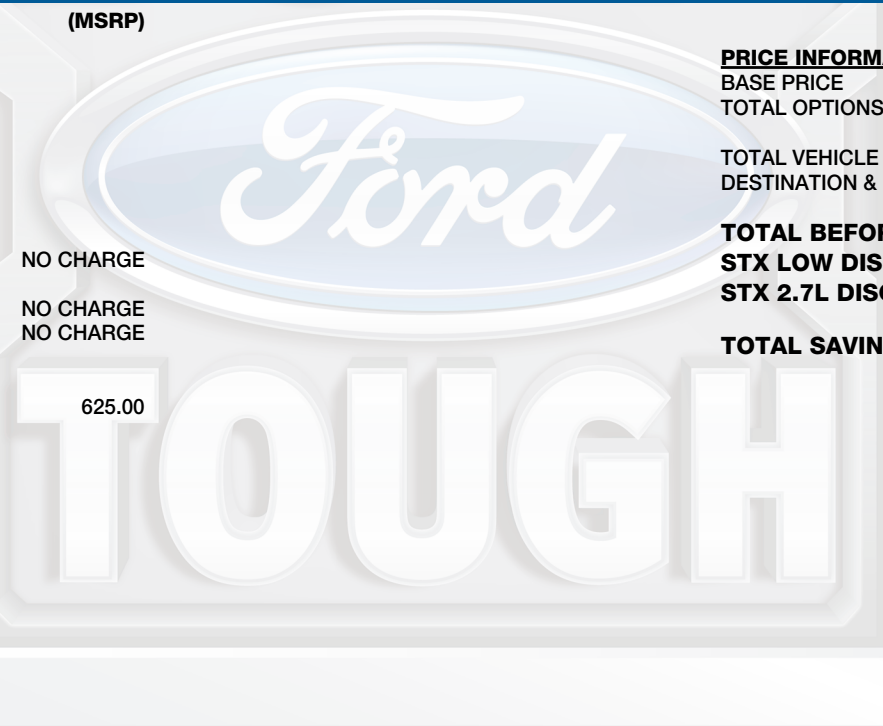 (MSRP)
NO CHARGE
NO CHARGE
NO CHARGE
625.00
PRICE INFORM
BASE PRICE
TOTAL OPTIONS
TOTAL VEHICLE
DESTINATION &
TOTAL BEFOR
STX LOW DIS
STX 2.7L DISC
TOTAL SAVIN
Ford
TOUGH